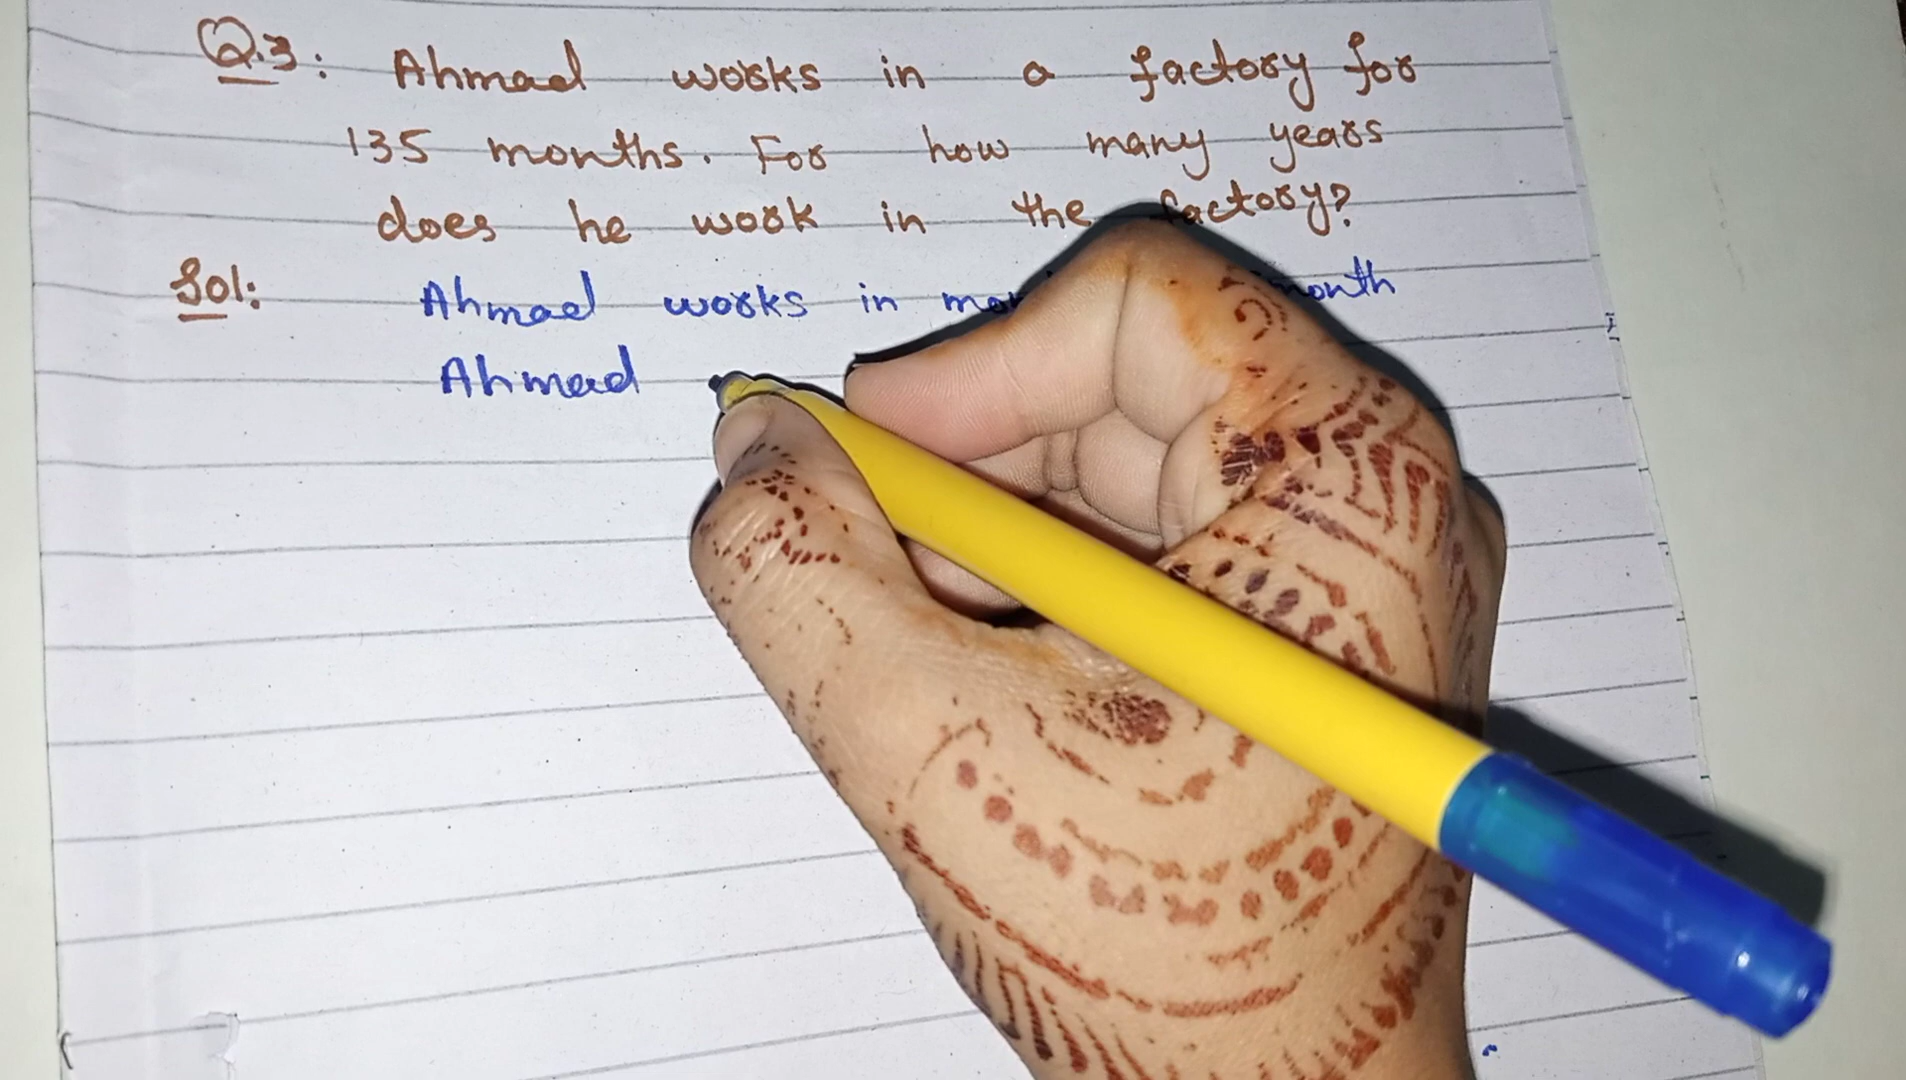 Q.3: Ahmad works in a factory for
135 months. For how many years
does he work in the factory?
Sol: Ahmad works in month
Ahmad